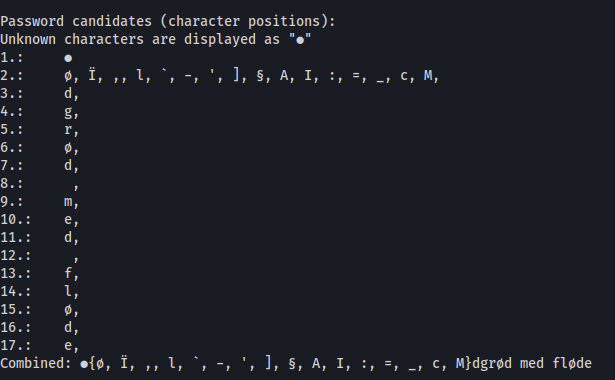 Password candidates (character positions):
Unknown characters are displayed as "●"
1.: ●
2.: ø, Ï, ,, l, `, -, ', ], §, A, I, :, =, _, c, M,
3.: d,
4.: g,
5.: r,
6.: ø,
7.: d,
8.:  ,
9.: m,
10.: e,
11.: d,
12.:  ,
13.: f,
14.: l,
15.: ø,
16.: d,
17.: e,
Combined: ●{ø, Ï, ,, l, `, -, ', ], §, A, I, :, =, _, c, M}dgrød med fløde